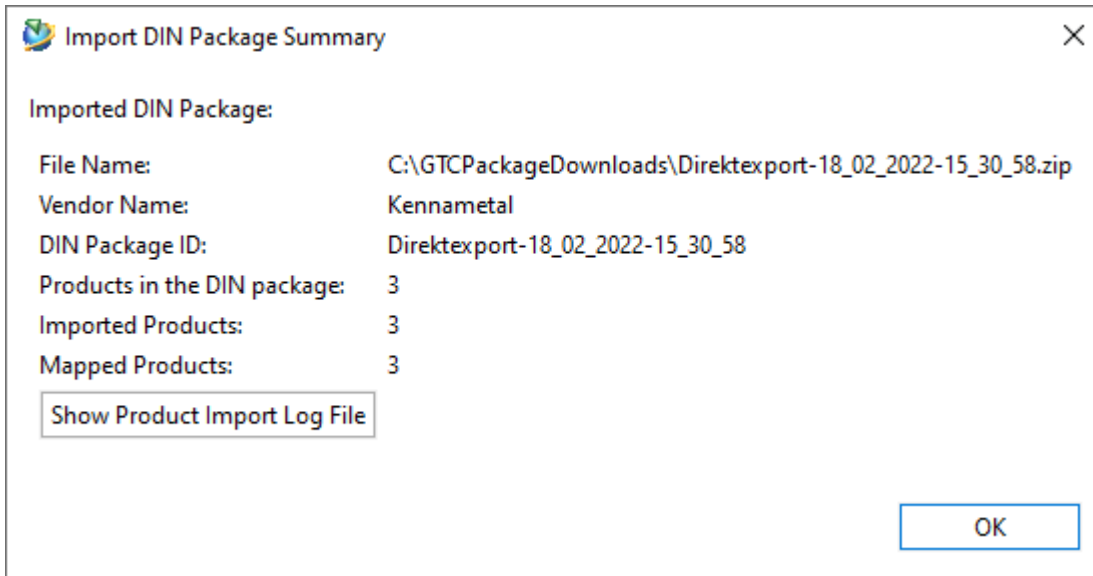 Import DIN Package Summary
Imported DIN Package:
File Name: C:\GTCPackageDownloads\Direktexport-18_02_2022-15_30_58.zip
Vendor Name: Kennametal
DIN Package ID: Direktexport-18_02_2022-15_30_58
Products in the DIN package: 3
Imported Products: 3
Mapped Products: 3
Show Product Import Log File
OK